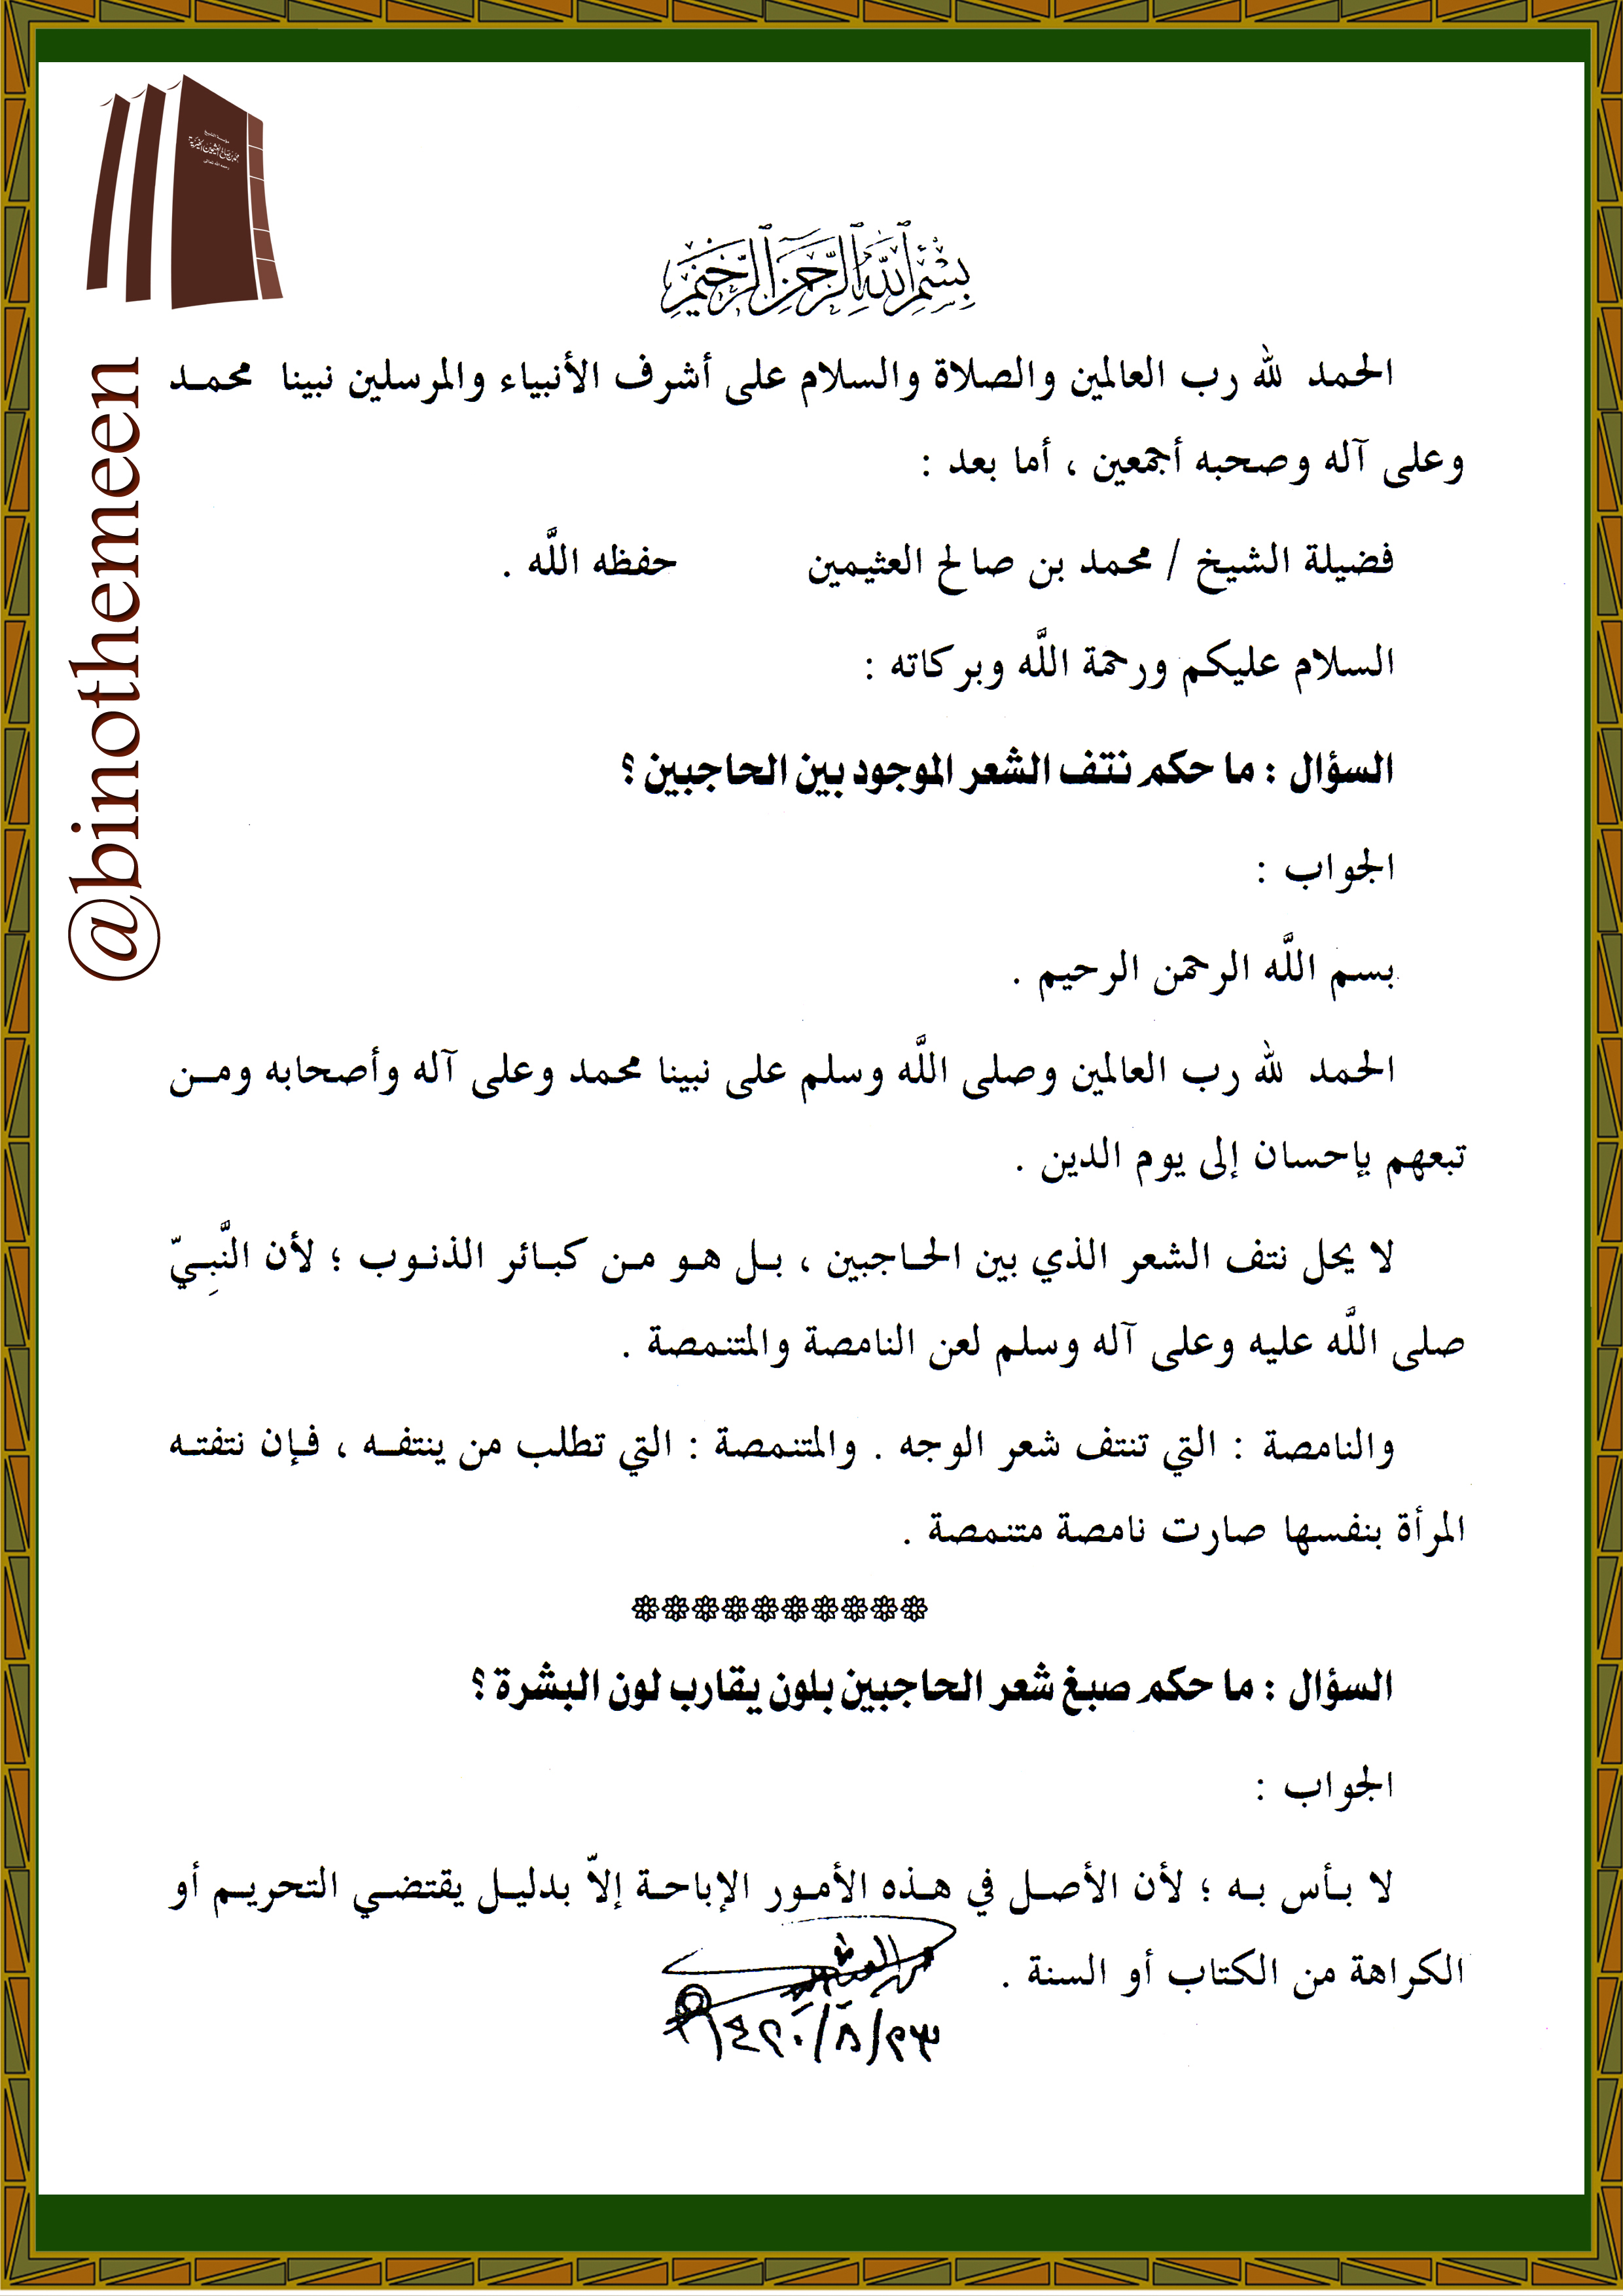 بسم الله الرحمن الرحيم
الحمد لله رب العالمين والصلاة والسلام على أشرف الأنبياء والمرسلين نبينا محمد
وعلى آله وصحبه أجمعين ، أما بعد :
فضيلة الشيخ / محمد بن صالح العثيمين حفظه اللَّه .
السلام عليكم ورحمة اللَّه وبركاته :
السؤال : ما حكم نتف الشعر الموجود بين الحاجبين ؟
الجواب :
بسم اللَّه الرحمن الرحيم .
الحمد لله رب العالمين وصلى اللَّه وسلم على نبينا محمد وعلى آله وأصحابه ومن
تبعهم بإحسان إلى يوم الدين .
لا يحل نتف الشعر الذي بين الحاجبين ، بل هو من كبائر الذنوب ؛ لأن النَّبِيّ
صلى اللَّه عليه وعلى آله وسلم لعن النامصة والمتنمصة .
والنامصة : التي تنتف شعر الوجه . والمتنمصة : التي تطلب من ينتفه ، فإن نتفته
المرأة بنفسها صارت نامصة متنمصة .
السؤال : ما حكم صبغ شعر الحاجبين بلون يقارب لون البشرة ؟
الجواب :
لا بأس به ؛ لأن الأصل في هذه الأمور الإباحة إلاّ بدليل يقتضي التحريم أو
الكراهة من الكتاب أو السنة .
٢٣/٨/١٤٢٠
@binothemeen